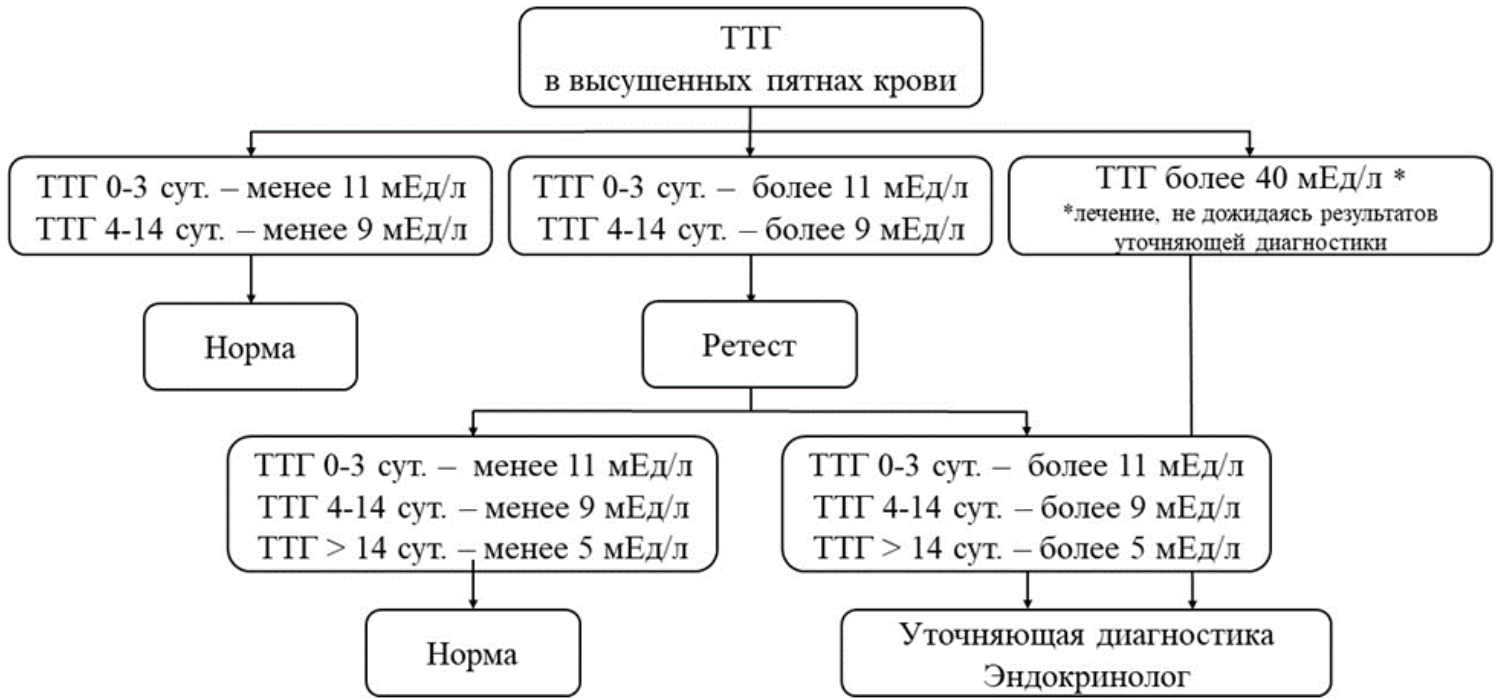 ТТГ
в высушенных пятнах крови
ТТГ 0-3 сут. – менее 11 мЕд/л
ТТГ 4-14 сут. – менее 9 мЕд/л
ТТГ 0-3 сут. – более 11 мЕд/л
ТТГ 4-14 сут. – более 9 мЕд/л
ТТГ более 40 мЕд/л *
*лечение, не дожидаясь результатов
уточняющей диагностики
Норма
Ретест
ТТГ 0-3 сут. – менее 11 мЕд/л
ТТГ 4-14 сут. – менее 9 мЕд/л
ТТГ > 14 сут. – менее 5 мЕд/л
ТТГ 0-3 сут. – более 11 мЕд/л
ТТГ 4-14 сут. – более 9 мЕд/л
ТТГ > 14 сут. – более 5 мЕд/л
Норма
Уточняющая диагностика
Эндокринолог